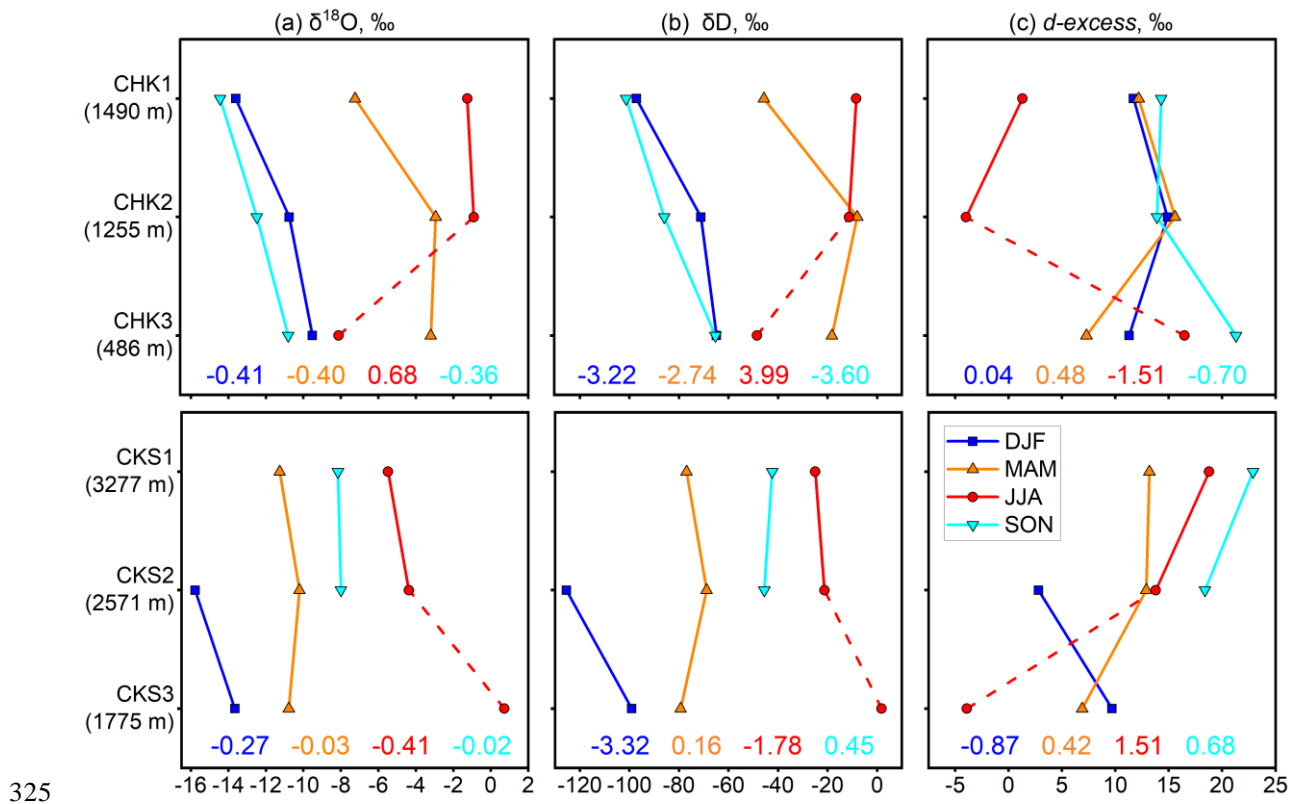 (a) δ¹⁸O, ‰ (b) δD, ‰ (c) d-excess, ‰
CHK1
(1490 m)
CHK2
(1255 m)
CHK3
(486 m)
-0.41 -0.40 0.68 -0.36 -3.22 -2.74 3.99 -3.60 0.04 0.48 -1.51 -0.70
CKS1
(3277 m)
DJF
MAM
JJA
SON
CKS2
(2571 m)
CKS3
(1775 m)
-0.27 -0.03 -0.41 -0.02 -3.32 0.16 -1.78 0.45 -0.87 0.42 1.51 0.68
-16 -14 -12 -10 -8 -6 -4 -2 0 2 -120 -100 -80 -60 -40 -20 0 -5 0 5 10 15 20 25
325